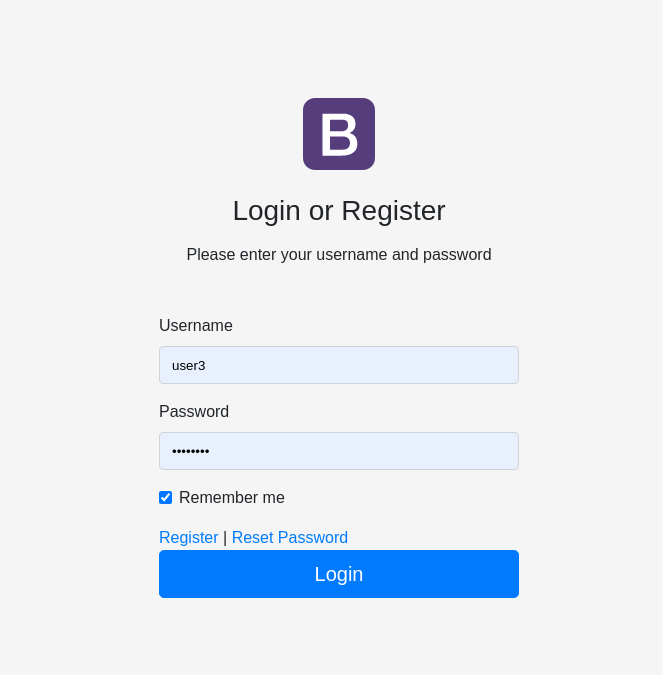 B
Login or Register
Please enter your username and password
Username
user3
Password
••••••••
Remember me
Register | Reset Password
Login